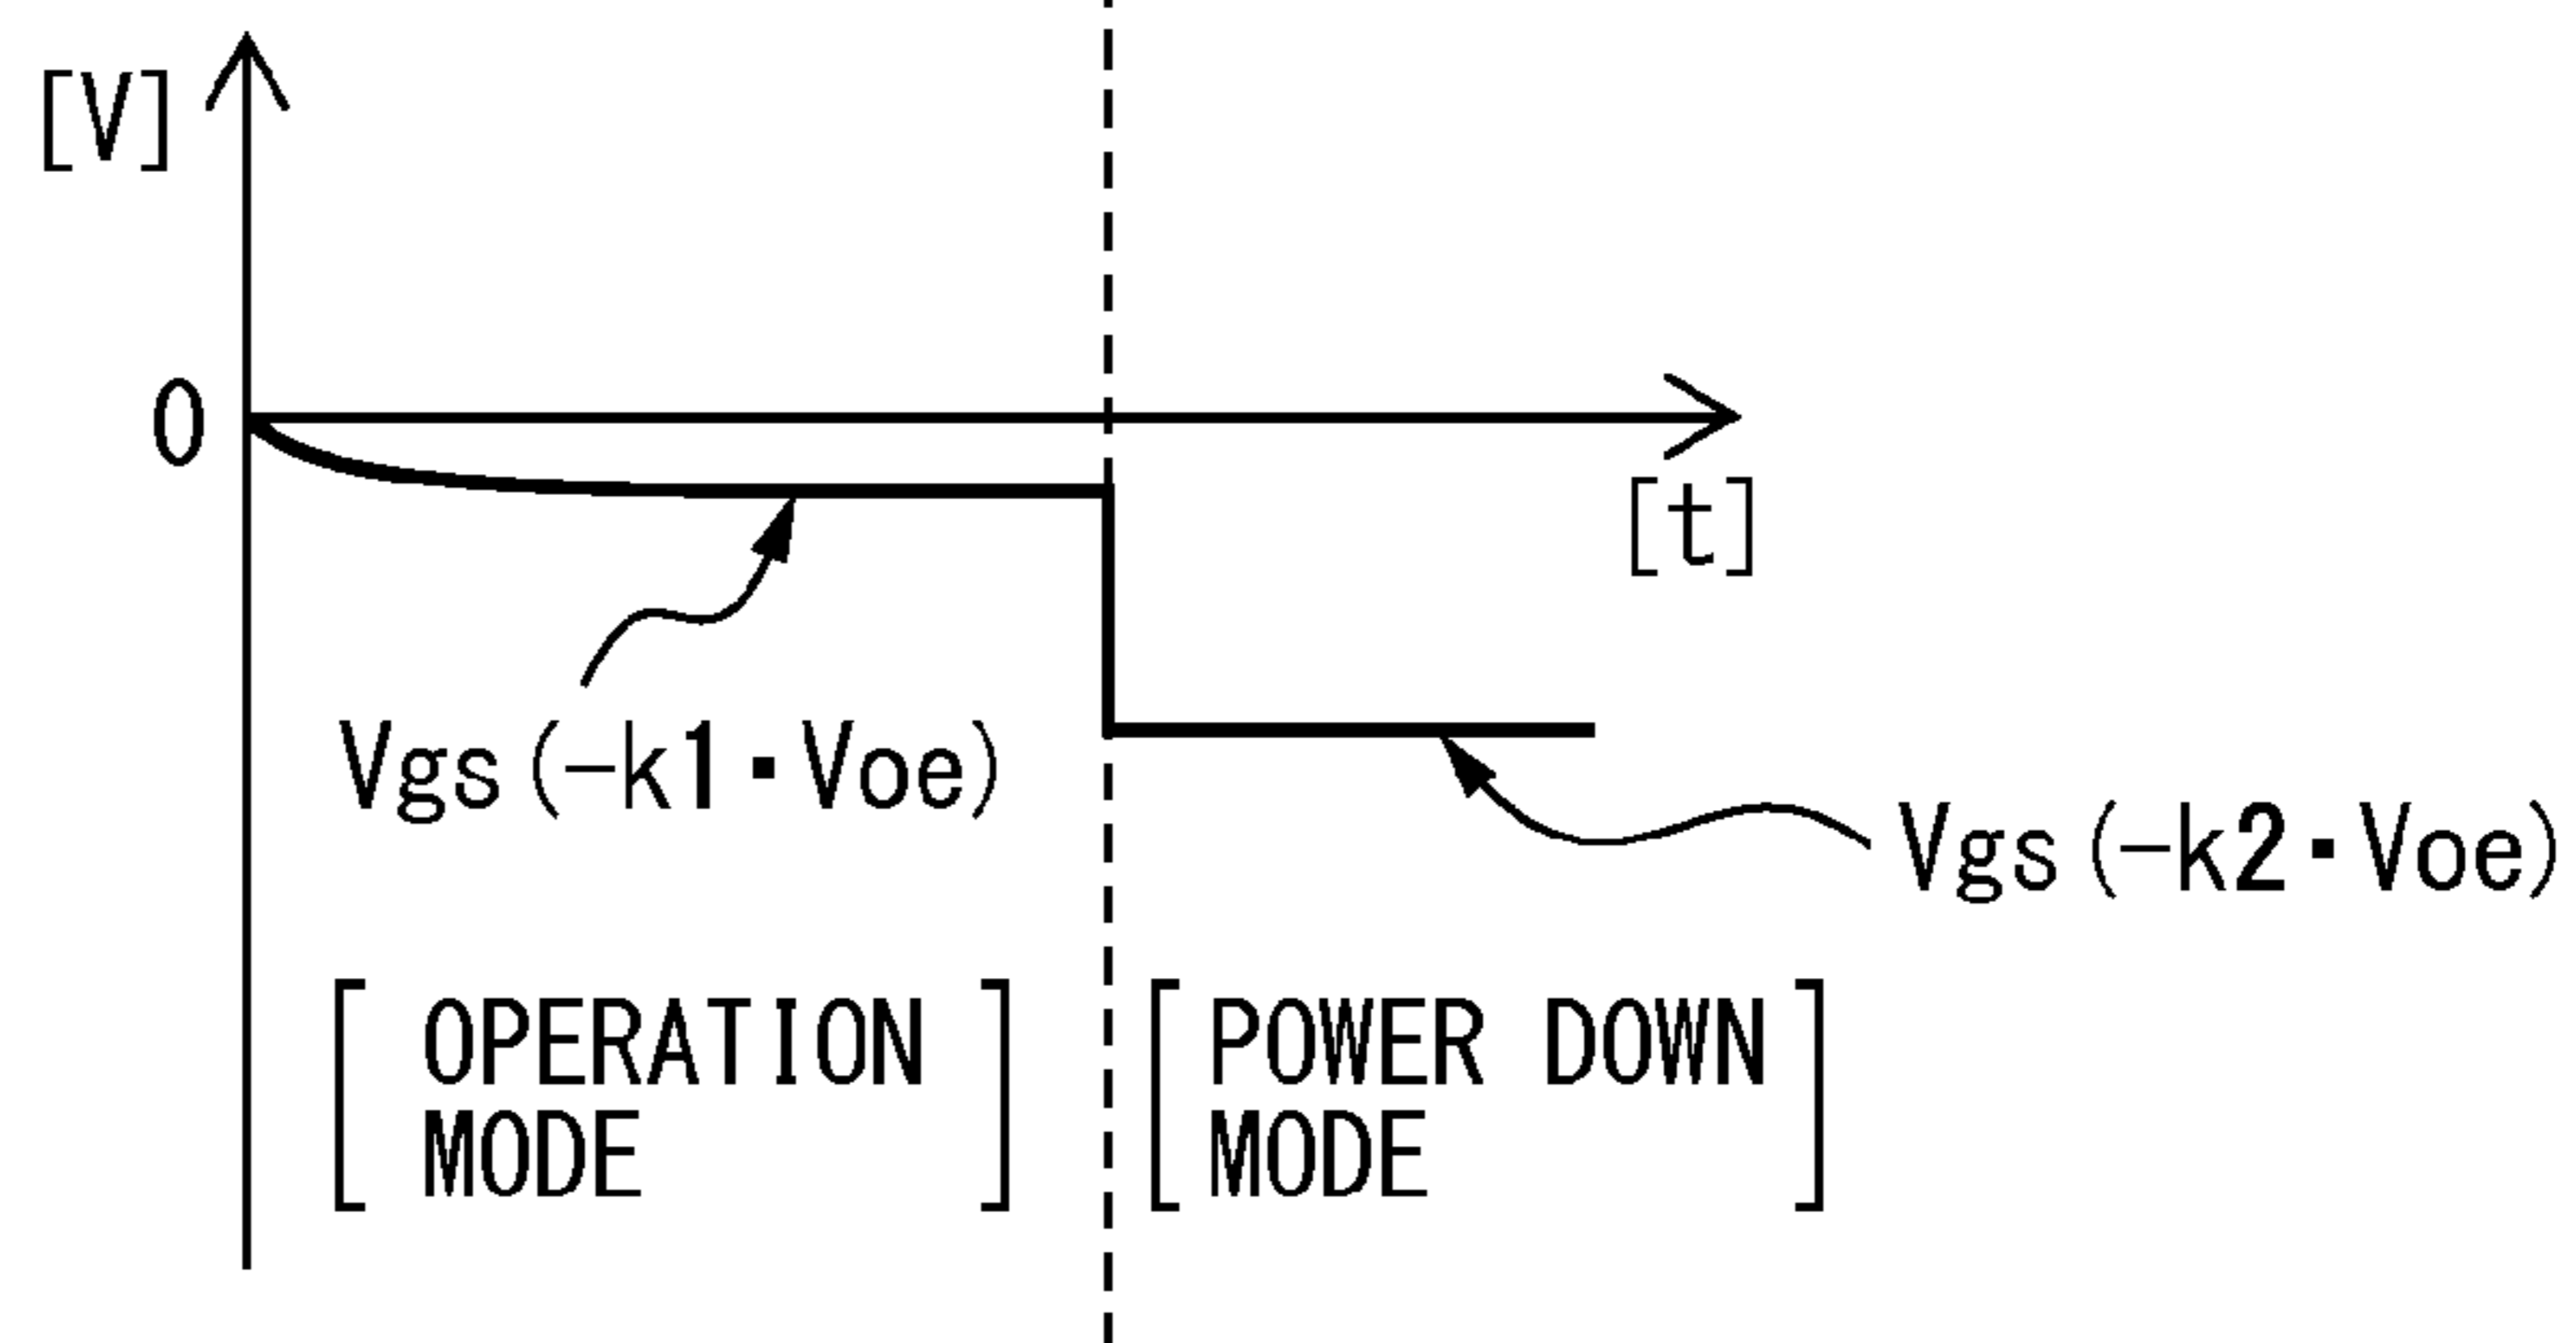 [V]
0
[t]
Vgs(-k1▪Voe)
Vgs(-k2▪Voe)
[OPERATION
MODE]
[POWER DOWN
MODE]